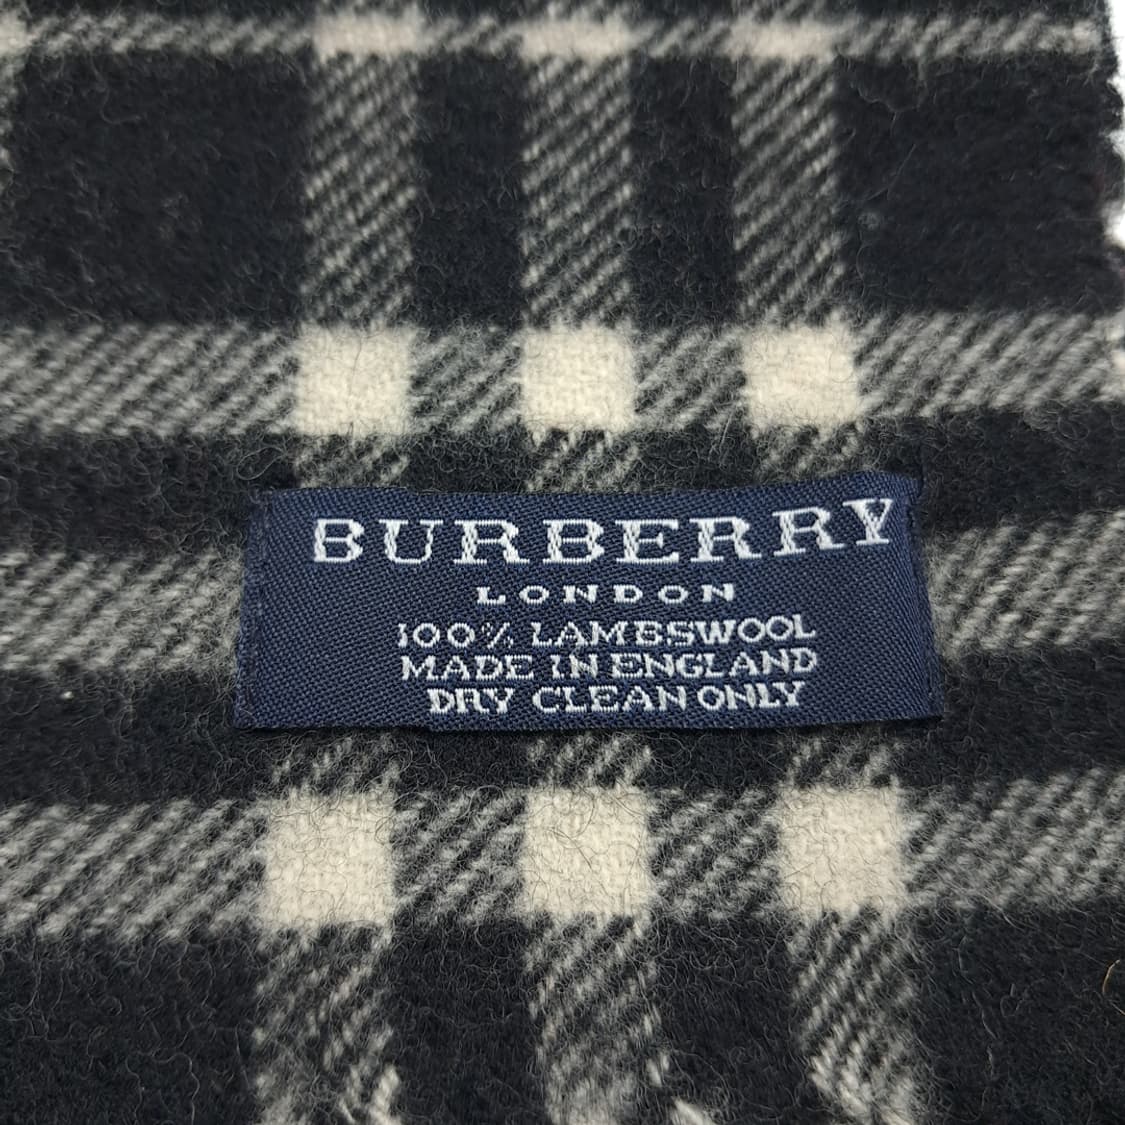 BURBERRY
LONDON
100% LAMBSWOOL
MADE IN ENGLAND
DRY CLEAN ONLY